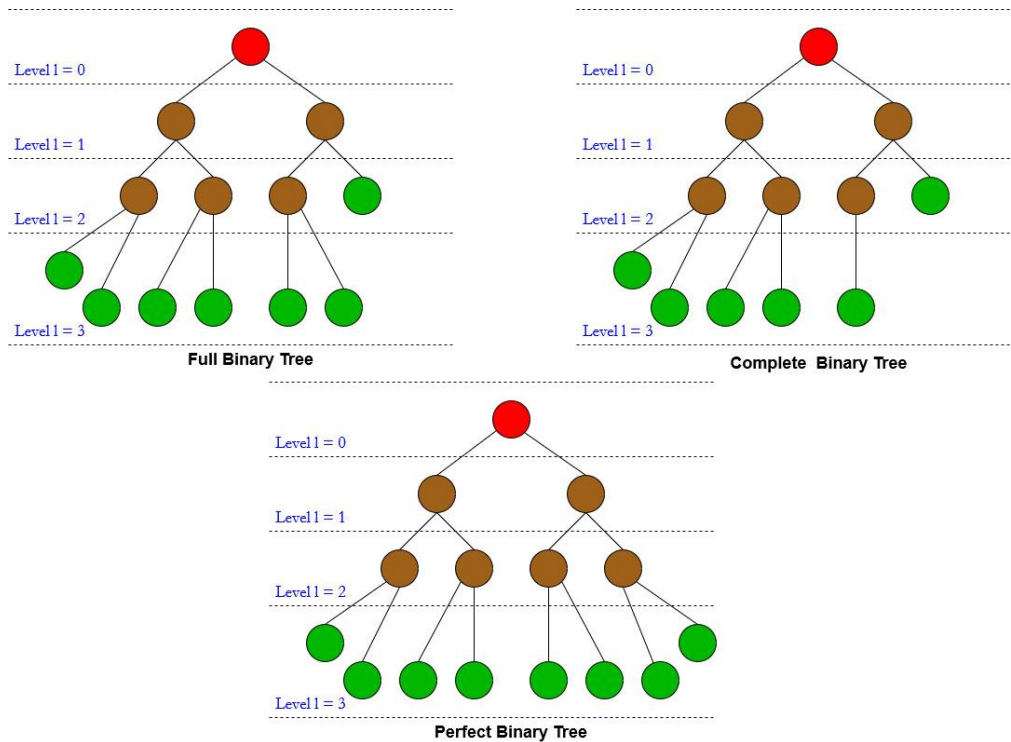 Level l = 0
Level l = 1
Level l = 2
Level l = 3
Full Binary Tree
Level l = 0
Level l = 1
Level l = 2
Level l = 3
Complete  Binary Tree
Level l = 0
Level l = 1
Level l = 2
Level l = 3
Perfect Binary Tree